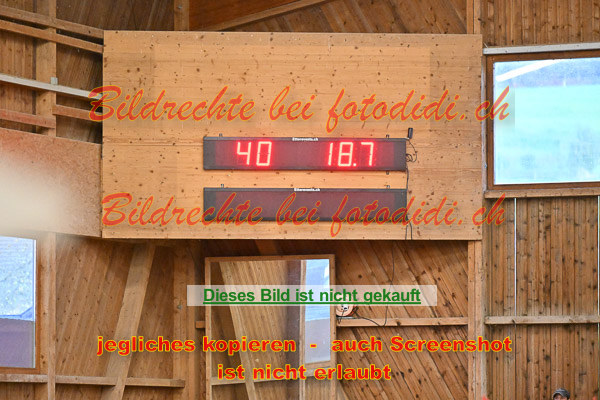 Bildrechte bei fotodidi.ch
40 18.7
Bildrechte bei fotodidi.ch
Dieses Bild ist nicht gekauft
jegliches kopieren - auch Screenshot
ist nicht erlaubt